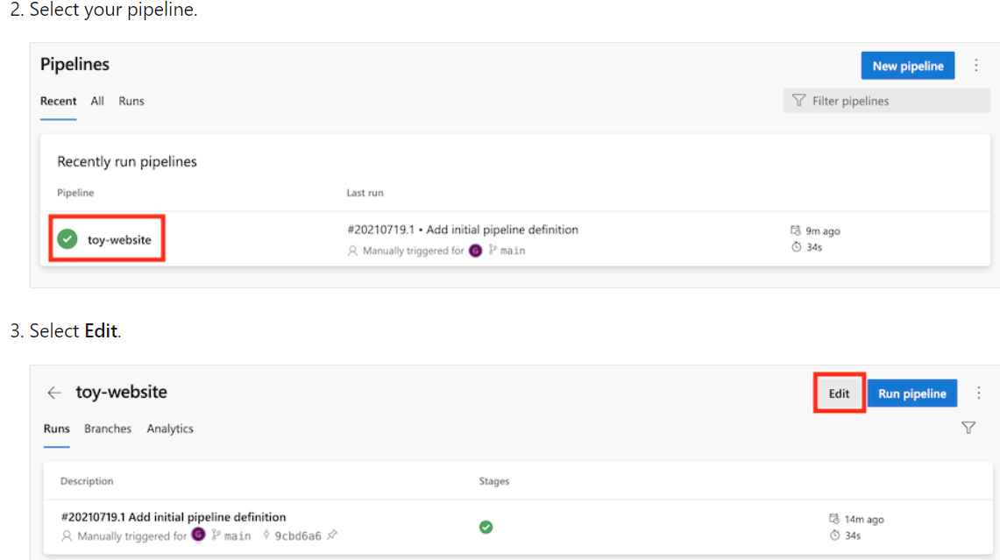 2. Select your pipeline.
Pipelines
New pipeline
Recent All Runs
Filter pipelines
Recently run pipelines
Pipeline Last run
toy-website
#20210719.1 • Add initial pipeline definition
9m ago
Manually triggered for G main
34s
3. Select Edit.
toy-website
Edit Run pipeline
Runs Branches Analytics
Description Stages
#20210719.1 Add initial pipeline definition
14m ago
Manually triggered for G main 9cbd6a6
34s